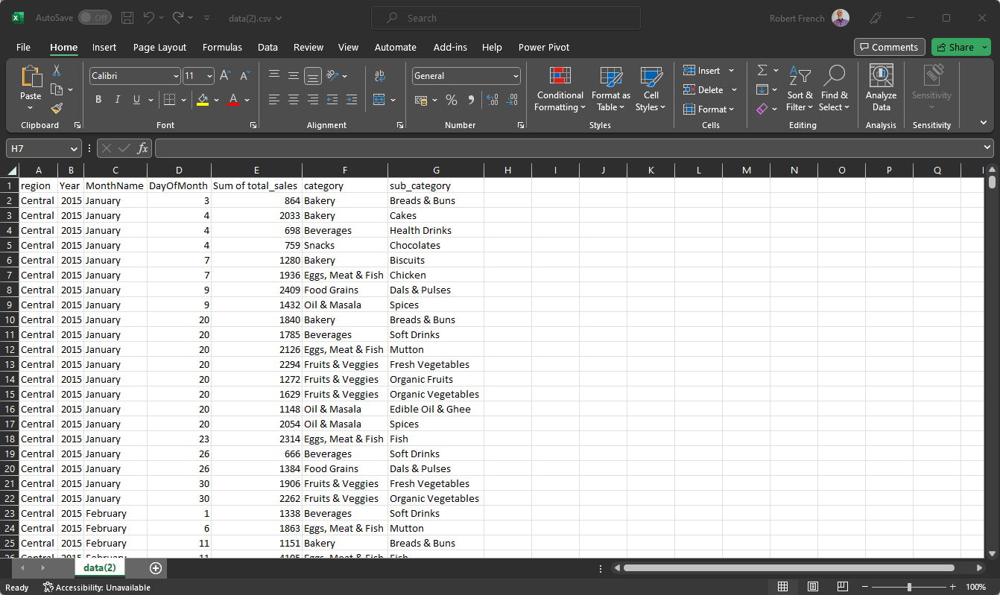 AutoSave Off data(2).csv Search Robert French
File Home Insert Page Layout Formulas Data Review View Automate Add-ins Help Power Pivot Comments Share
Paste Calibri 11 General Conditional Formatting Format as Table Cell Styles Insert Delete Format Sort & Filter Find & Select Analyze Data Sensitivity
Clipboard Font Alignment Number Styles Cells Editing Analysis Sensitivity
H7 fx
A B C D E F G H I J K L M N O P Q
1 region Year MonthName DayOfMonth Sum of total_sales category sub_category
2 Central 2015 January 3 864 Bakery Breads & Buns
3 Central 2015 January 4 2033 Bakery Cakes
4 Central 2015 January 4 698 Beverages Health Drinks
5 Central 2015 January 4 759 Snacks Chocolates
6 Central 2015 January 7 1280 Bakery Biscuits
7 Central 2015 January 7 1936 Eggs, Meat & Fish Chicken
8 Central 2015 January 9 2409 Food Grains Dals & Pulses
9 Central 2015 January 9 1432 Oil & Masala Spices
10 Central 2015 January 20 1840 Bakery Breads & Buns
11 Central 2015 January 20 1785 Beverages Soft Drinks
12 Central 2015 January 20 2126 Eggs, Meat & Fish Mutton
13 Central 2015 January 20 2294 Fruits & Veggies Fresh Vegetables
14 Central 2015 January 20 1272 Fruits & Veggies Organic Fruits
15 Central 2015 January 20 1629 Fruits & Veggies Organic Vegetables
16 Central 2015 January 20 1148 Oil & Masala Edible Oil & Ghee
17 Central 2015 January 20 2054 Oil & Masala Spices
18 Central 2015 January 23 2314 Eggs, Meat & Fish Fish
19 Central 2015 January 26 666 Beverages Soft Drinks
20 Central 2015 January 26 1384 Food Grains Dals & Pulses
21 Central 2015 January 30 1906 Fruits & Veggies Fresh Vegetables
22 Central 2015 January 30 2262 Fruits & Veggies Organic Vegetables
23 Central 2015 February 1 1338 Beverages Soft Drinks
24 Central 2015 February 6 1863 Eggs, Meat & Fish Mutton
25 Central 2015 February 11 1151 Bakery Breads & Buns
26 Central 2015 February 11 4105 Eggs, Meat & Fish Fish
data(2)
Ready Accessibility: Unavailable 100%